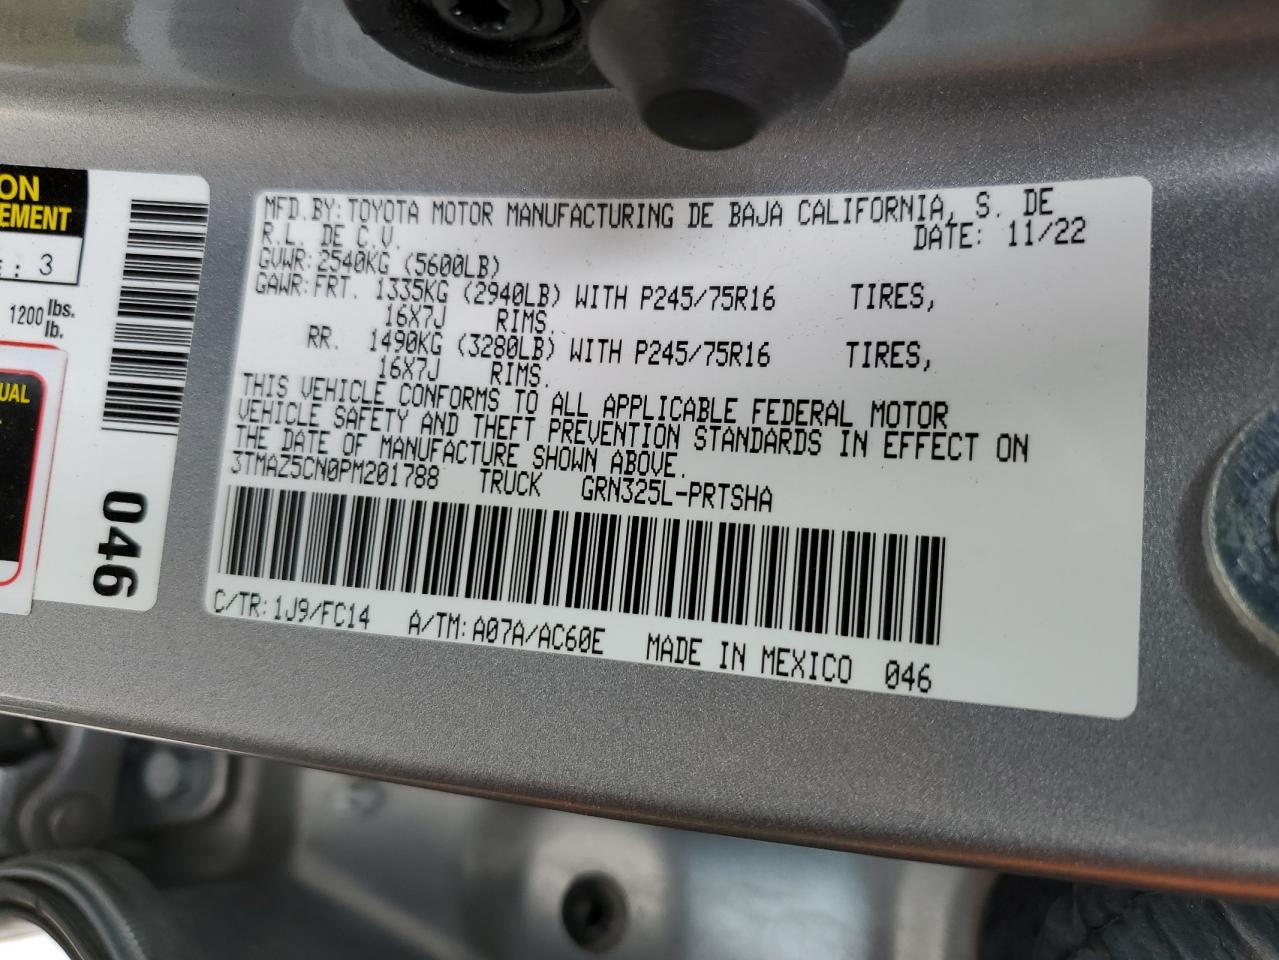 ON
EMENT
: 3
1200 lbs.
lb.
UAL
046
MFD.BY:TOYOTA MOTOR MANUFACTURING DE BAJA CALIFORNIA, S. DE
R.L. DE C.V. DATE: 11/22
GVWR:2540KG (5600LB)
GAWR:FRT. 1335KG (2940LB) WITH P245/75R16 TIRES,
16X7J RIMS.
RR. 1490KG (3280LB) WITH P245/75R16 TIRES,
16X7J RIMS.
THIS VEHICLE CONFORMS TO ALL APPLICABLE FEDERAL MOTOR
VEHICLE SAFETY AND THEFT PREVENTION STANDARDS IN EFFECT ON
THE DATE OF MANUFACTURE SHOWN ABOVE.
3TMAZ5CN0PM201788 TRUCK GRN325L-PRTSHA
C/TR:1J9/FC14 A/TM:A07A/AC60E MADE IN MEXICO 046